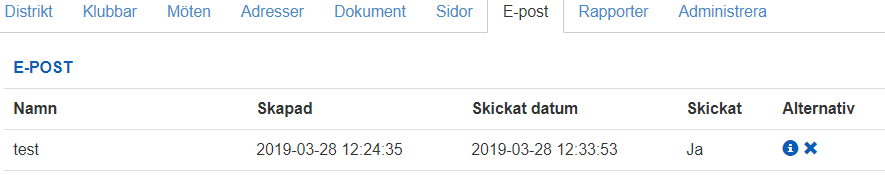 Distrikt Klubbar Möten Adresser Dokument Sidor E-post Rapporter Administrera
E-POST
Namn Skapad Skickat datum Skickat Alternativ
test 2019-03-28 12:24:35 2019-03-28 12:33:53 Ja